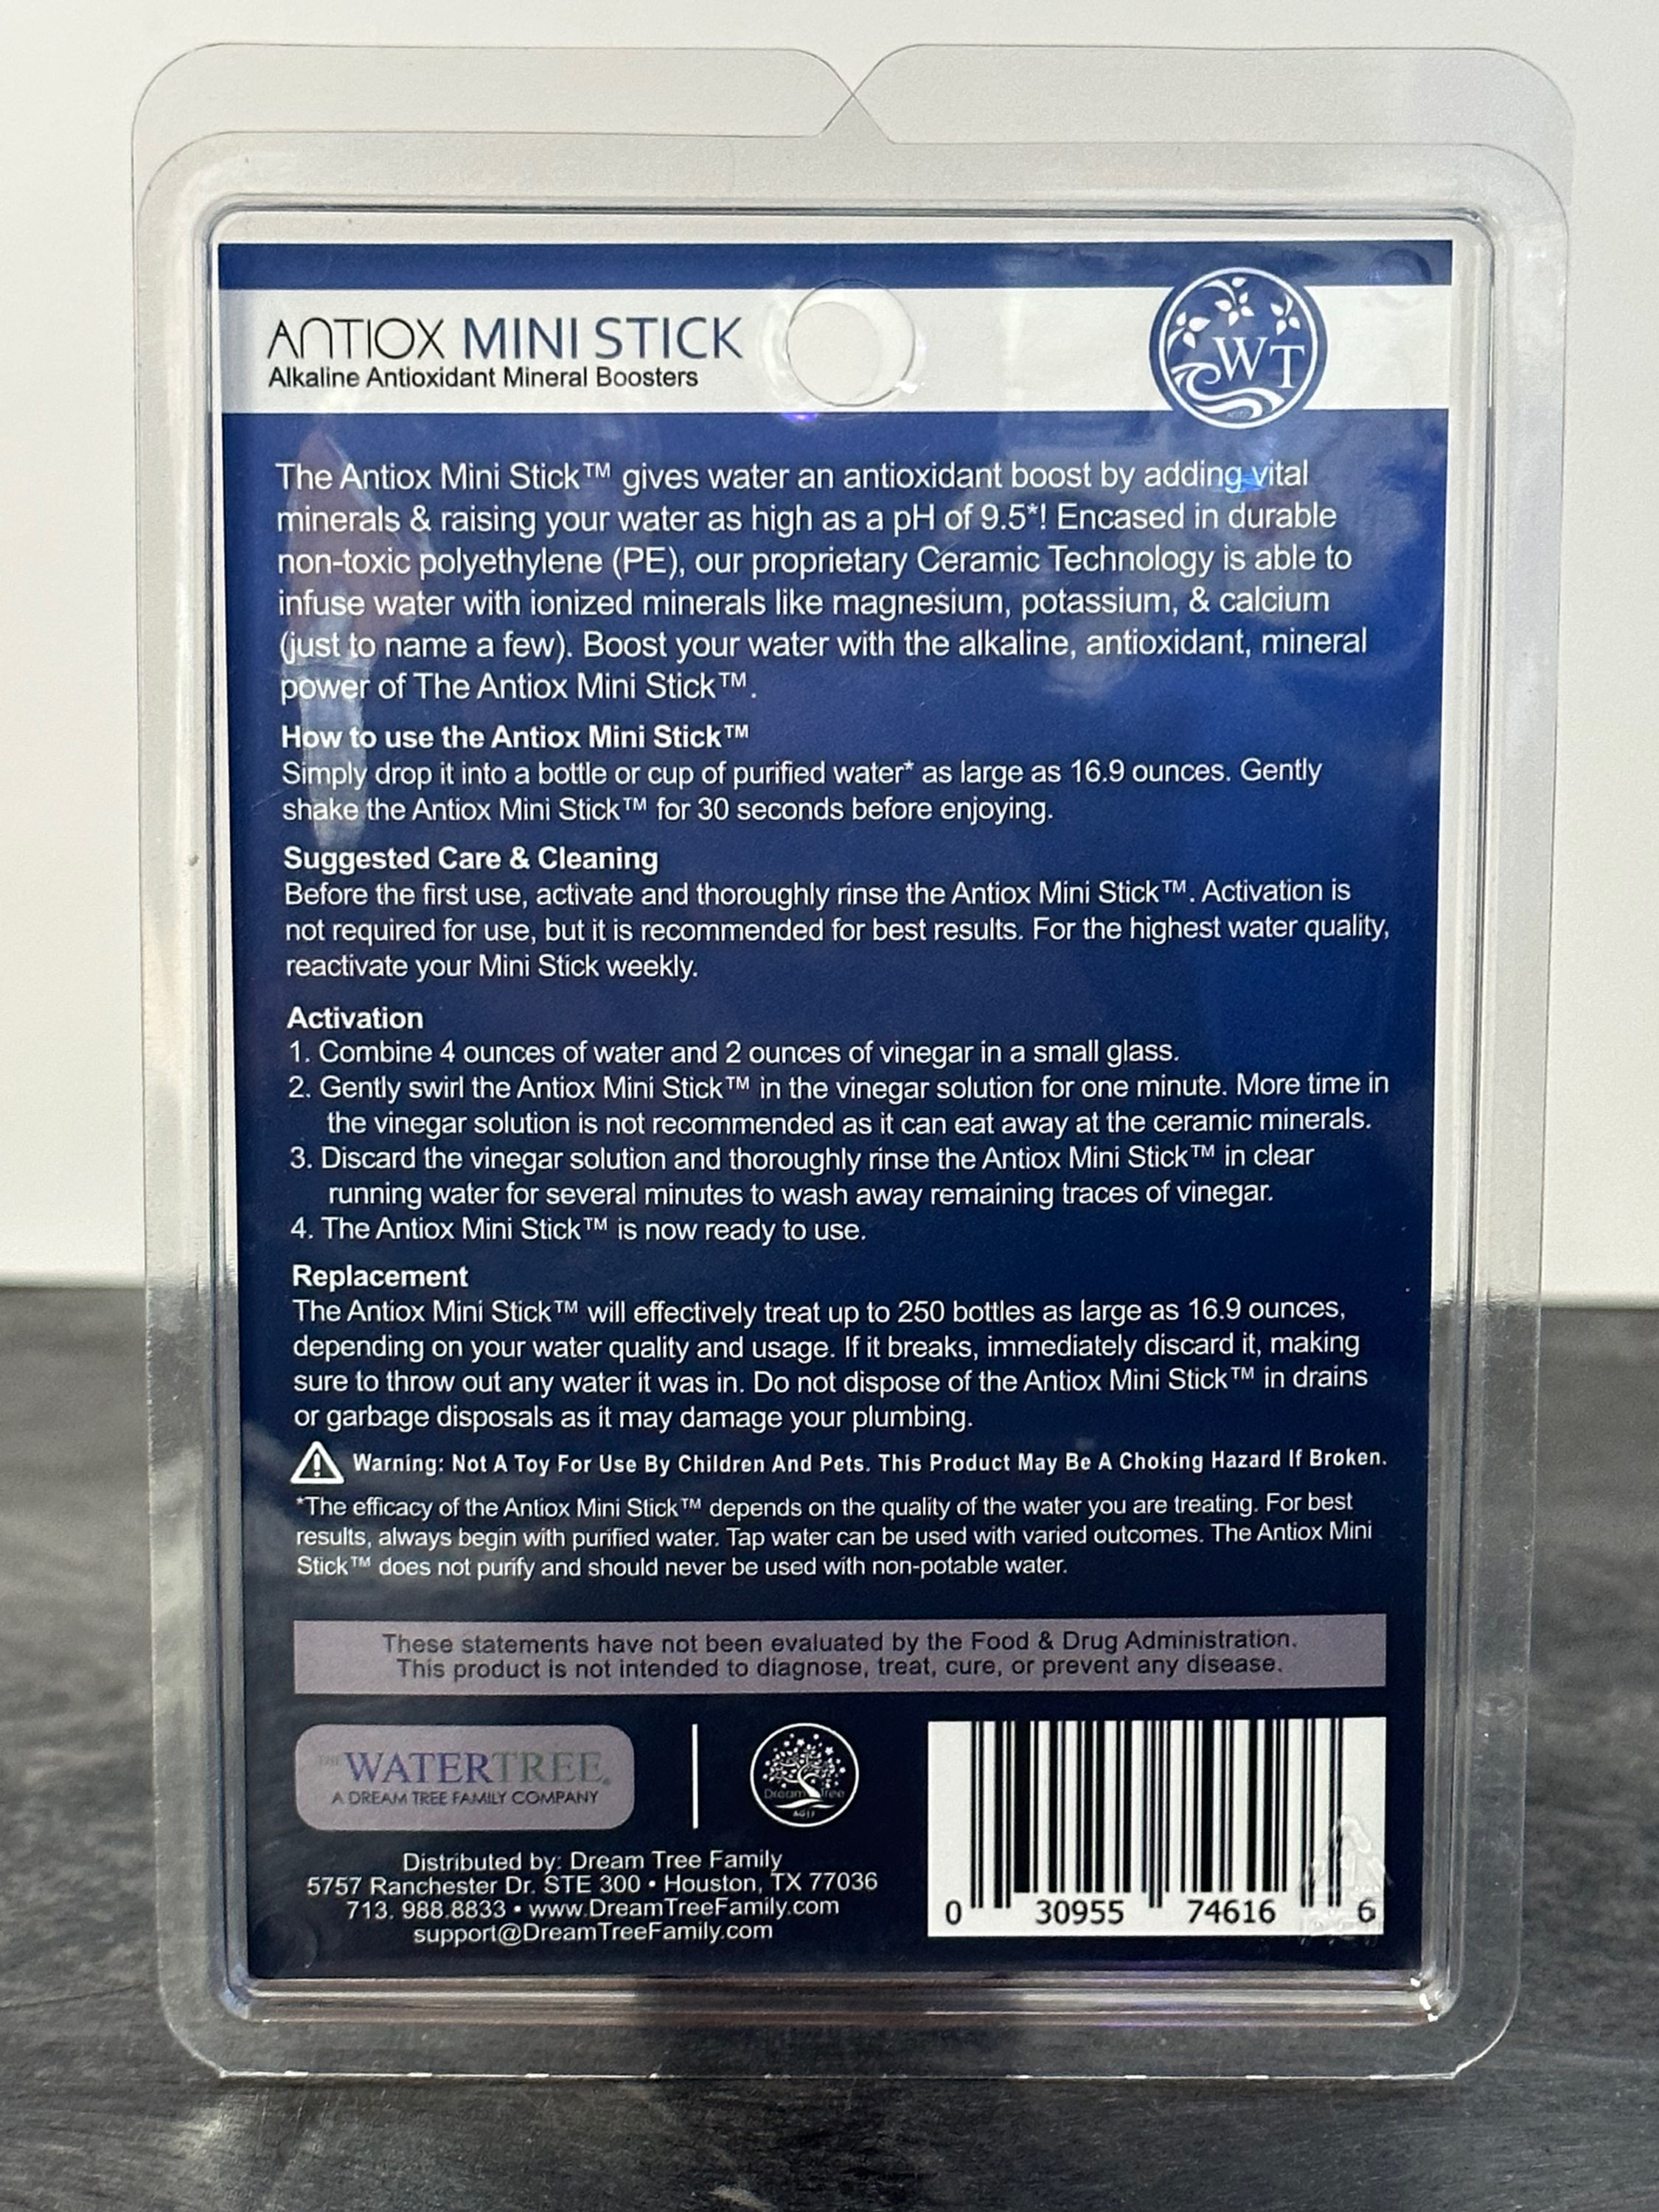 ANTIOX MINI STICK
Alkaline Antioxidant Mineral Boosters
WT
The Antiox Mini Stick™ gives water an antioxidant boost by adding vital
minerals & raising your water as high as a pH of 9.5*! Encased in durable
non-toxic polyethylene (PE), our proprietary Ceramic Technology is able to
infuse water with ionized minerals like magnesium, potassium, & calcium
(just to name a few). Boost your water with the alkaline, antioxidant, mineral
power of The Antiox Mini Stick™.
How to use the Antiox Mini Stick™
Simply drop it into a bottle or cup of purified water* as large as 16.9 ounces. Gently
shake the Antiox Mini Stick™ for 30 seconds before enjoying.
Suggested Care & Cleaning
Before the first use, activate and thoroughly rinse the Antiox Mini Stick™. Activation is
not required for use, but it is recommended for best results. For the highest water quality,
reactivate your Mini Stick weekly.
Activation
1. Combine 4 ounces of water and 2 ounces of vinegar in a small glass.
2. Gently swirl the Antiox Mini Stick™ in the vinegar solution for one minute. More time in
the vinegar solution is not recommended as it can eat away at the ceramic minerals.
3. Discard the vinegar solution and thoroughly rinse the Antiox Mini Stick™ in clear
running water for several minutes to wash away remaining traces of vinegar.
4. The Antiox Mini Stick™ is now ready to use.
Replacement
The Antiox Mini Stick™ will effectively treat up to 250 bottles as large as 16.9 ounces,
depending on your water quality and usage. If it breaks, immediately discard it, making
sure to throw out any water it was in. Do not dispose of the Antiox Mini Stick™ in drains
or garbage disposals as it may damage your plumbing.
Warning: Not A Toy For Use By Children And Pets. This Product May Be A Choking Hazard If Broken.
*The efficacy of the Antiox Mini Stick™ depends on the quality of the water you are treating. For best
results, always begin with purified water. Tap water can be used with varied outcomes. The Antiox Mini
Stick™ does not purify and should never be used with non-potable water.
These statements have not been evaluated by the Food & Drug Administration.
This product is not intended to diagnose, treat, cure, or prevent any disease.
THE WATERTREE®
A DREAM TREE FAMILY COMPANY
Dream Tree
Distributed by: Dream Tree Family
5757 Ranchester Dr. STE 300 • Houston, TX 77036
713. 988.8833 • www.DreamTreeFamily.com
support@DreamTreeFamily.com
0 30955 74616 6